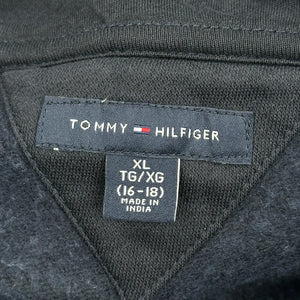 TOMMY HILFIGER
XL
TG/XG
(16-18)
MADE IN
INDIA